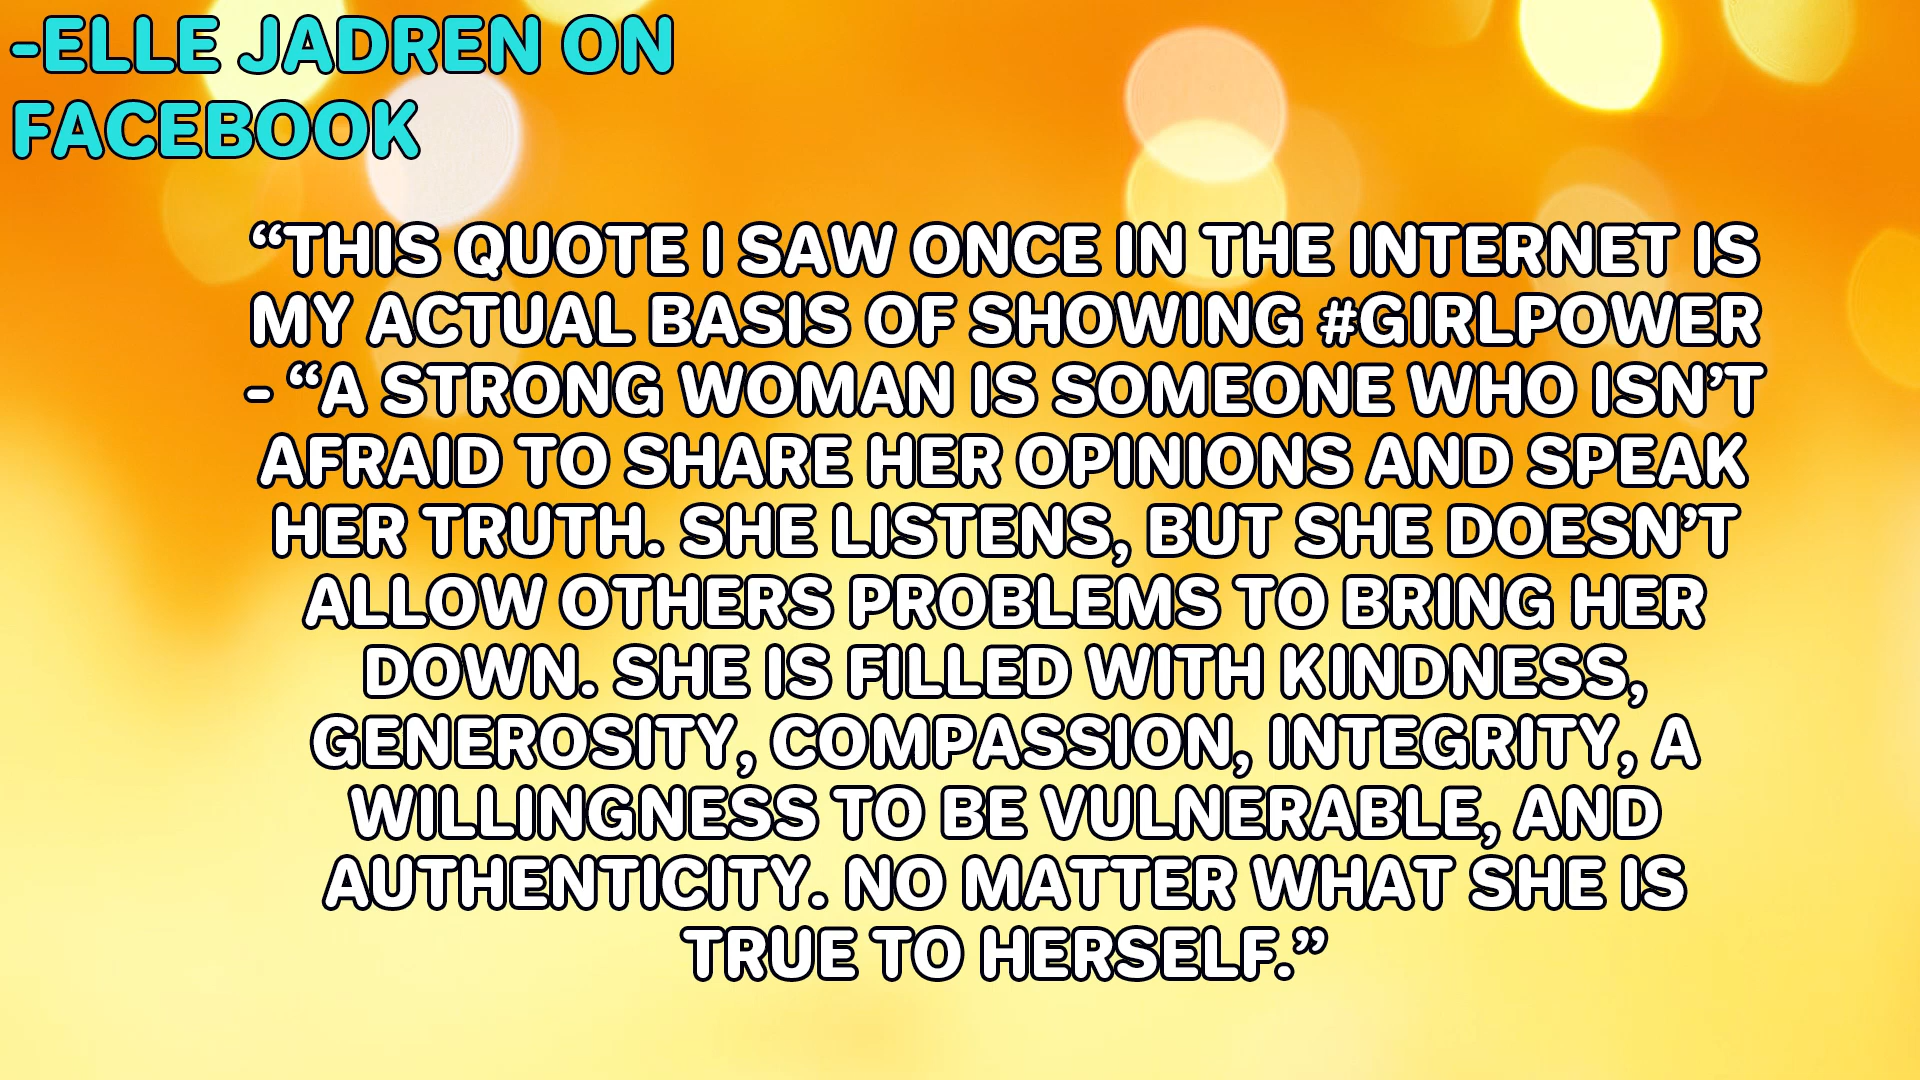 -ELLE JADREN ON
FACEBOOK
“THIS QUOTE I SAW ONCE IN THE INTERNET IS
MY ACTUAL BASIS OF SHOWING #GIRLPOWER
- “A STRONG WOMAN IS SOMEONE WHO ISN’T
AFRAID TO SHARE HER OPINIONS AND SPEAK
HER TRUTH. SHE LISTENS, BUT SHE DOESN’T
ALLOW OTHERS PROBLEMS TO BRING HER
DOWN. SHE IS FILLED WITH KINDNESS,
GENEROSITY, COMPASSION, INTEGRITY, A
WILLINGNESS TO BE VULNERABLE, AND
AUTHENTICITY. NO MATTER WHAT SHE IS
TRUE TO HERSELF.”